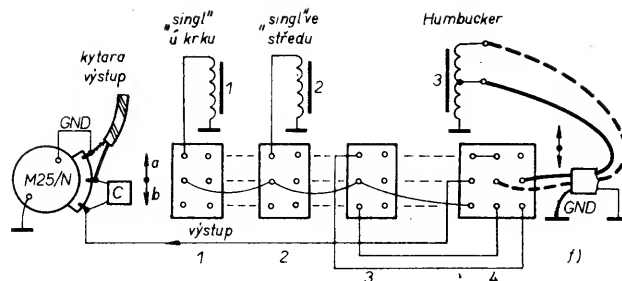 "singl"
ú krku
"singl" ve
středu
Humbucker
kytara
výstup
1
2
3
GND
M25/N
C
a
b
GND
výstup
1
2
3
4
f)